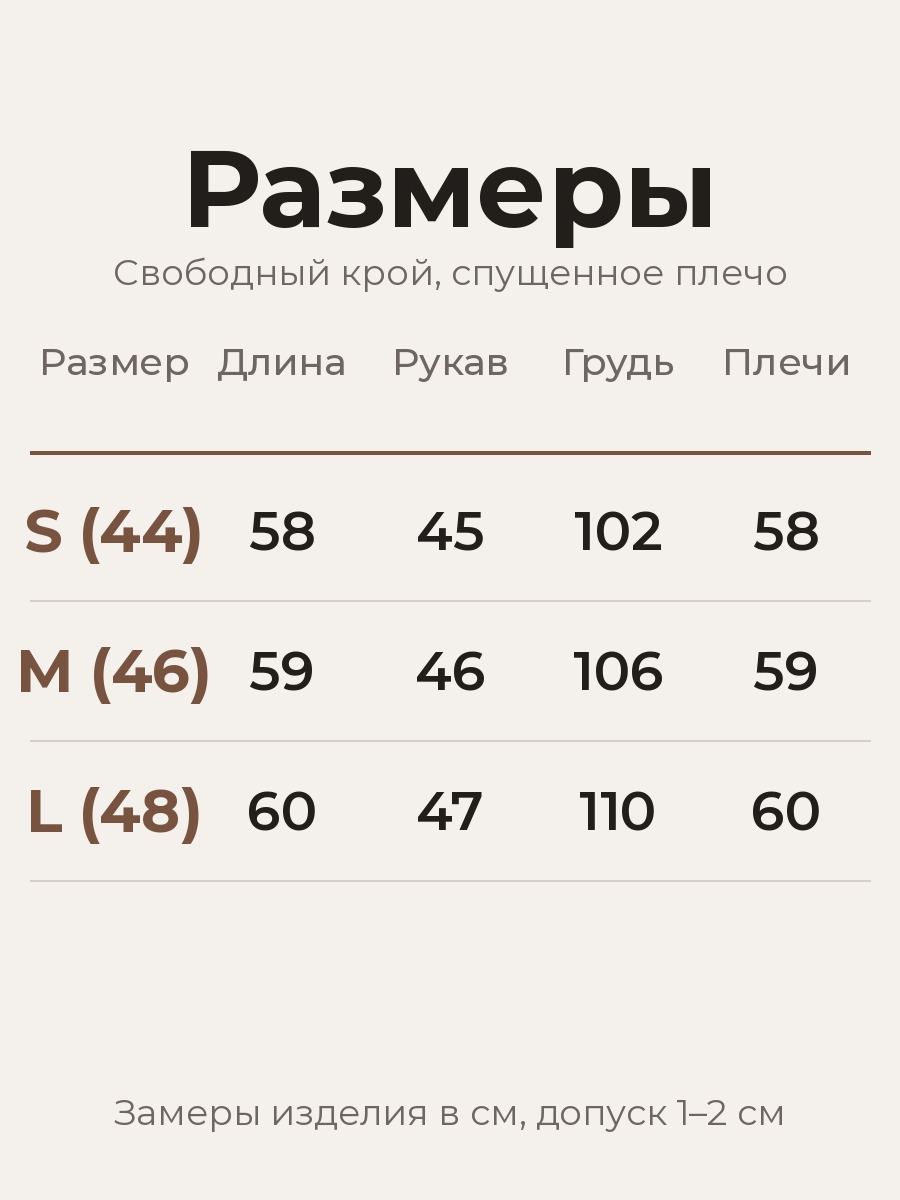 Размеры
Свободный крой, спущенное плечо
Размер Длина Рукав Грудь Плечи
S (44) 58 45 102 58
M (46) 59 46 106 59
L (48) 60 47 110 60
Замеры изделия в см, допуск 1–2 см